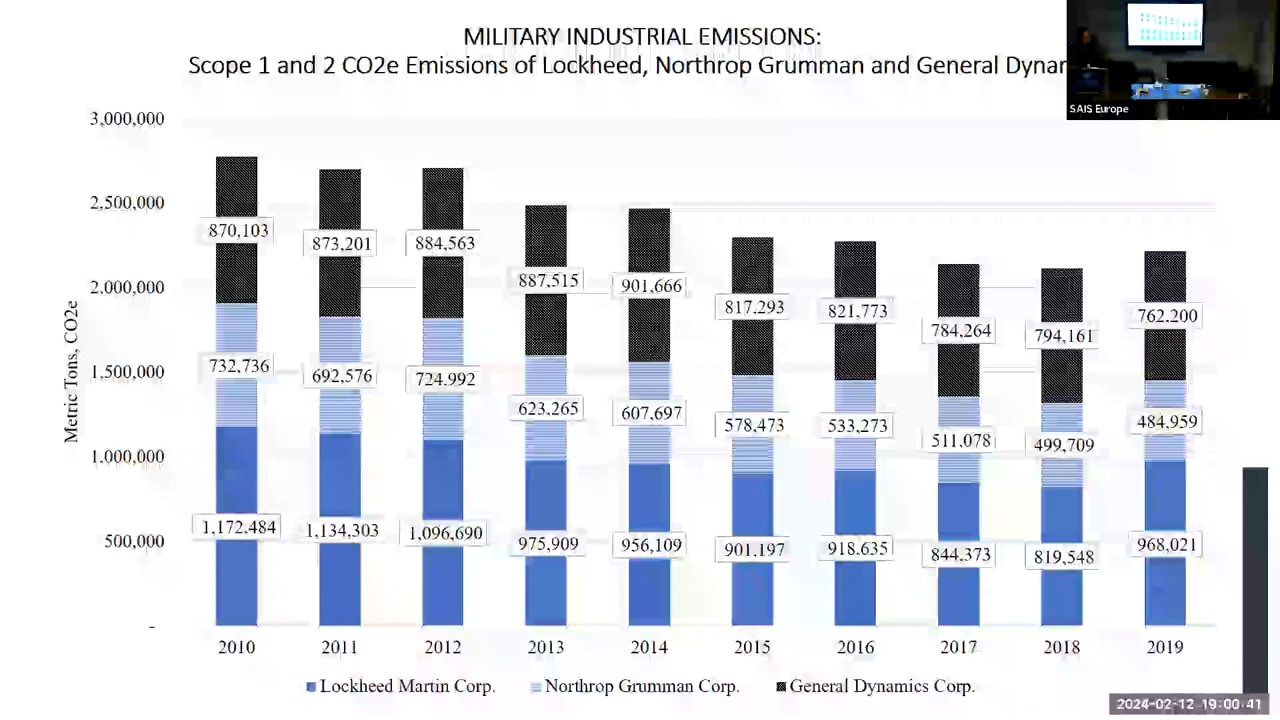 MILITARY INDUSTRIAL EMISSIONS:
Scope 1 and 2 CO2e Emissions of Lockheed, Northrop Grumman and General Dynar
SAIS Europe
3,000,000
2,500,000
2,000,000
1,500,000
1,000,000
500,000
-
Metric Tons, CO2e
870,103 873,201 884,563 887,515 901,666 817,293 821,773 784,264 794,161 762,200
732,736 692,576 724,992 623,265 607,697 578,473 533,273 511,078 499,709 484,959
1,172,484 1,134,303 1,096,690 975,909 956,109 901,197 918,635 844,373 819,548 968,021
2010 2011 2012 2013 2014 2015 2016 2017 2018 2019
Lockheed Martin Corp. Northrop Grumman Corp. General Dynamics Corp.
2024-02-12 19:00:41